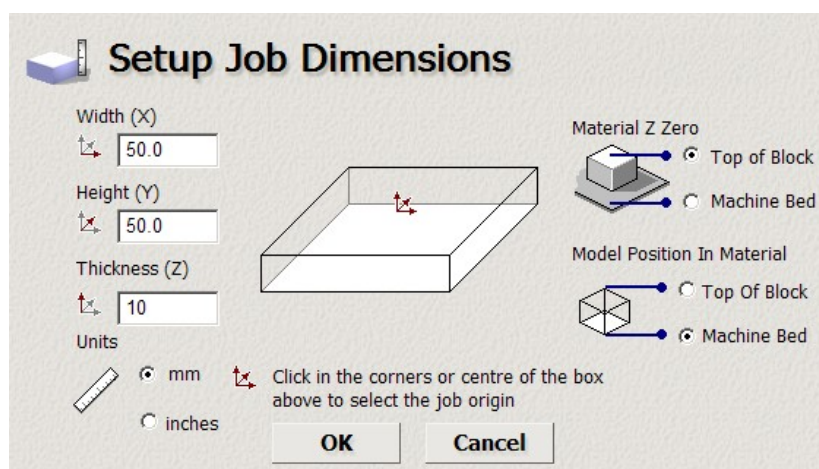 Setup Job Dimensions
Width (X)
50.0
Height (Y)
50.0
Thickness (Z)
10
Units
mm
inches
Material Z Zero
Top of Block
Machine Bed
Model Position In Material
Top Of Block
Machine Bed
Click in the corners or centre of the box
above to select the job origin
OK
Cancel